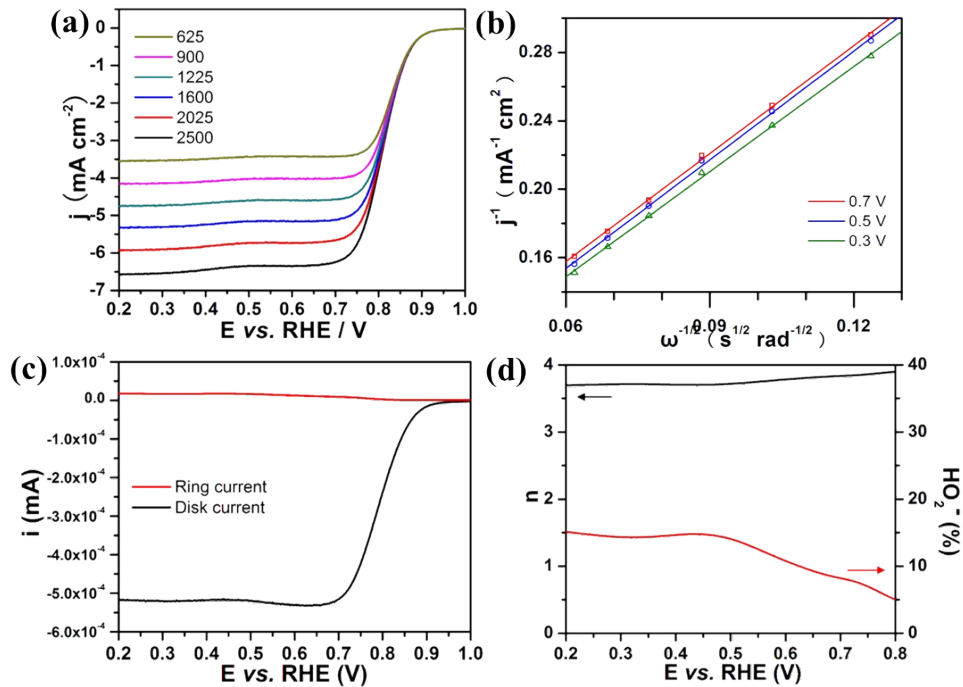 (a)
0
-1
-2
-3
-4
-5
-6
-7
j (mA cm-2)
625
900
1225
1600
2025
2500
0.2 0.3 0.4 0.5 0.6 0.7 0.8 0.9 1.0
E vs. RHE / V
(b)
0.28
0.24
0.20
0.16
j-1 ( mA-1 cm2)
0.7 V
0.5 V
0.3 V
0.06 0.09 0.12
ω-1/2 ( s1/2 rad-1/2)
(c)
1.0x10-4
0.0
-1.0x10-4
-2.0x10-4
-3.0x10-4
-4.0x10-4
-5.0x10-4
-6.0x10-4
i (mA)
Ring current
Disk current
0.2 0.3 0.4 0.5 0.6 0.7 0.8 0.9 1.0
E vs. RHE (V)
(d)
4
3
2
1
0
n
40
30
20
10
0
HO2- (%)
0.2 0.3 0.4 0.5 0.6 0.7 0.8
E vs. RHE (V)